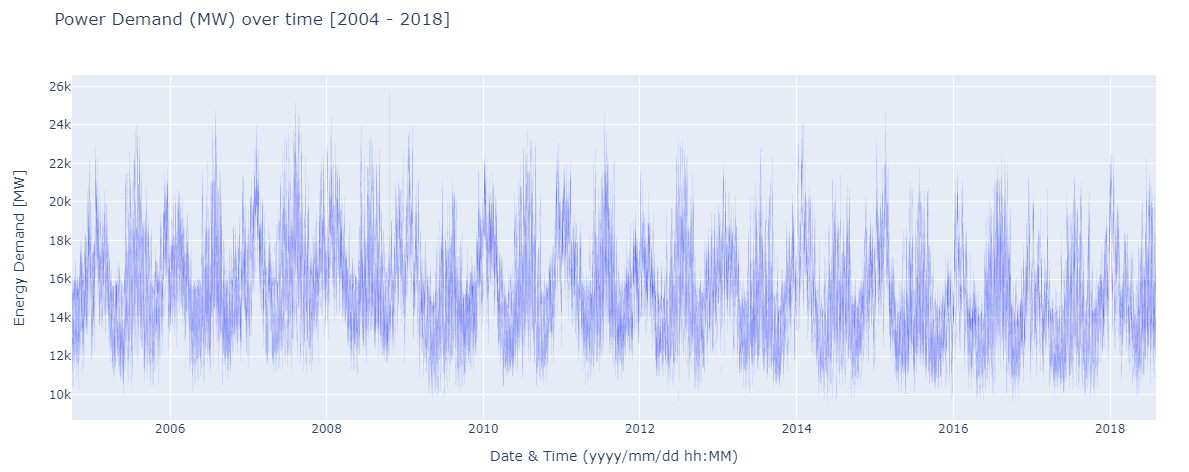 Power Demand (MW) over time [2004 - 2018]
26k
24k
22k
20k
18k
16k
14k
12k
10k
Energy Demand [MW]
2006 2008 2010 2012 2014 2016 2018
Date & Time (yyyy/mm/dd hh:MM)